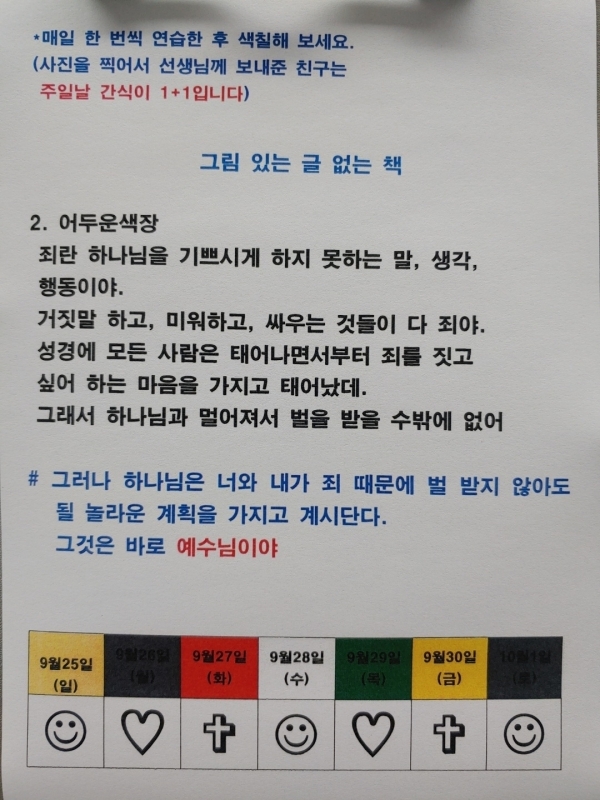 *매일 한 번씩 연습한 후 색칠해 보세요.
(사진을 찍어서 선생님께 보내준 친구는
주일날 간식이 1+1입니다)
그림 있는 글 없는 책
2. 어두운색장
죄란 하나님을 기쁘시게 하지 못하는 말, 생각,
행동이야.
거짓말 하고, 미워하고, 싸우는 것들이 다 죄야.
성경에 모든 사람은 태어나면서부터 죄를 짓고
싶어 하는 마음을 가지고 태어났데.
그래서 하나님과 멀어져서 벌을 받을 수밖에 없어
# 그러나 하나님은 너와 내가 죄 때문에 벌 받지 않아도
될 놀라운 계획을 가지고 계시단다.
그것은 바로 예수님이야
9월25일 9월26일 9월27일 9월28일 9월29일 9월30일 10월1일
(일) (월) (화) (수) (목) (금) (토)